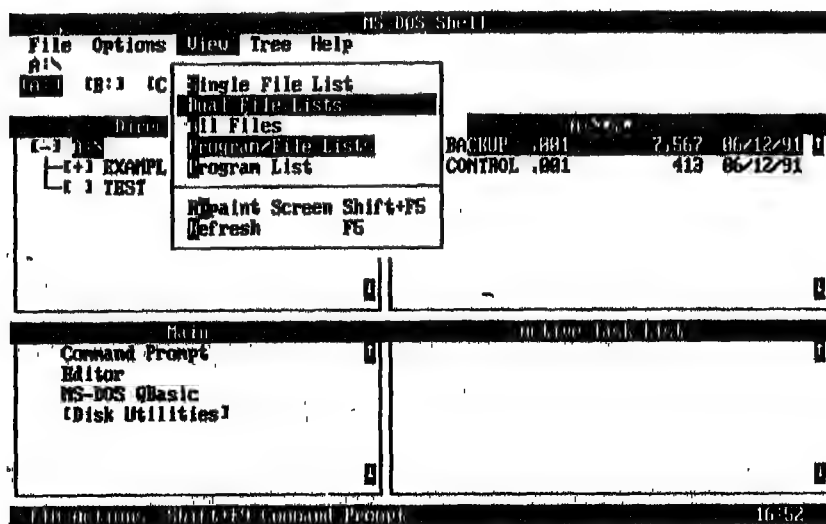 MS-DOS Shell
File Options View Tree Help
A:\
[A:] [B:] [C
Single File List
Dual File Lists
All Files
Program/File Lists
Program List
Repaint Screen Shift+F5
Refresh F5
Direc
[-] A:\
[+] EXAMPL
[ ] TEST
BACKUP .001 7,567 06/12/91
CONTROL .001 413 06/12/91
Main
Command Prompt
Editor
MS-DOS QBasic
[Disk Utilities]
Active Task List
F10=Actions Shift+F9=Command Prompt 16:52